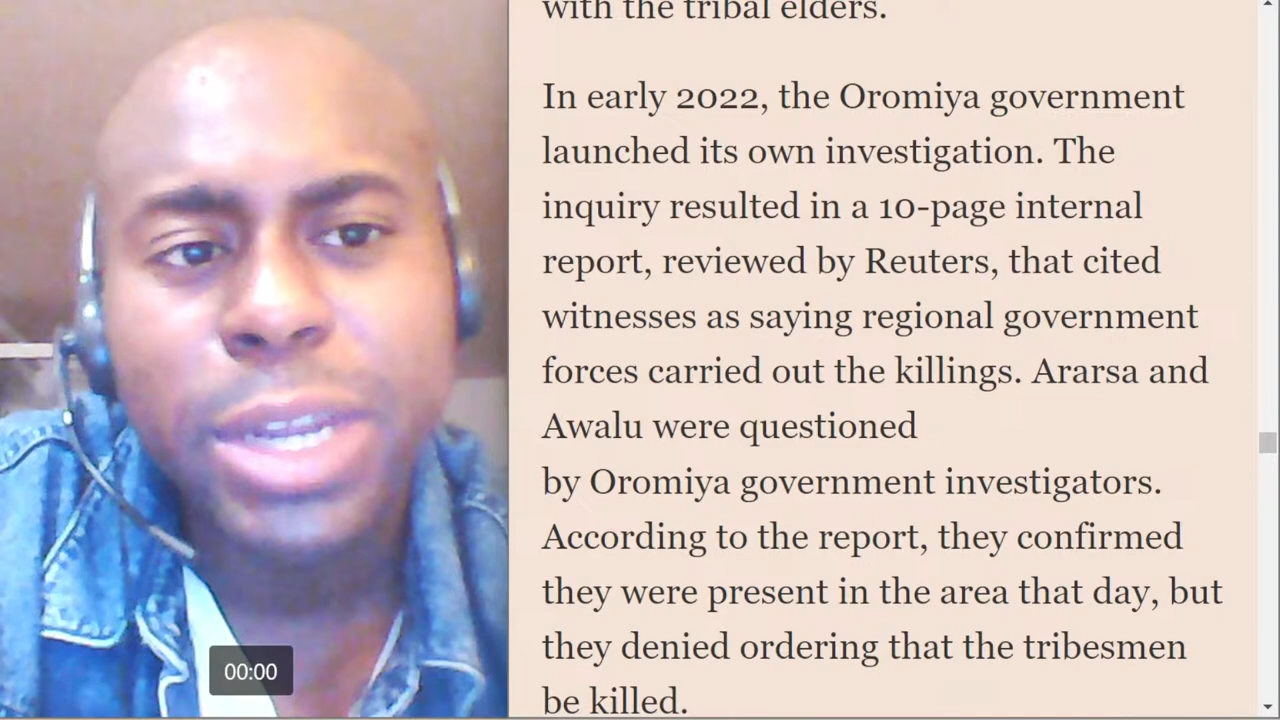 with the tribal elders.
In early 2022, the Oromiya government
launched its own investigation. The
inquiry resulted in a 10-page internal
report, reviewed by Reuters, that cited
witnesses as saying regional government
forces carried out the killings. Ararsa and
Awalu were questioned
by Oromiya government investigators.
According to the report, they confirmed
they were present in the area that day, but
they denied ordering that the tribesmen
be killed.
00:00